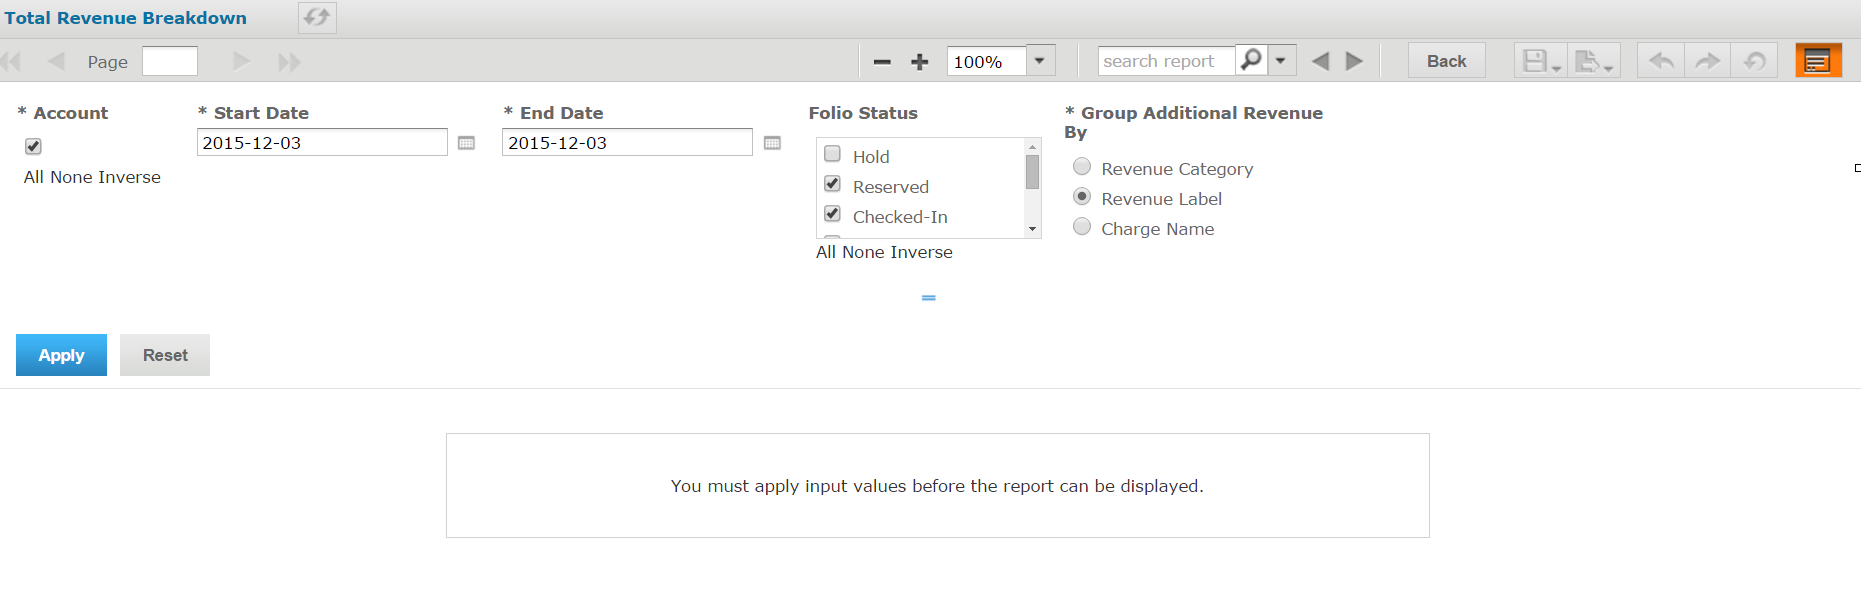 Total Revenue Breakdown
Page
100%
search report
Back
* Account
* Start Date
* End Date
Folio Status
* Group Additional Revenue
By
2015-12-03
2015-12-03
All None Inverse
Hold
Reserved
Checked-In
All None Inverse
Revenue Category
Revenue Label
Charge Name
Apply
Reset
You must apply input values before the report can be displayed.